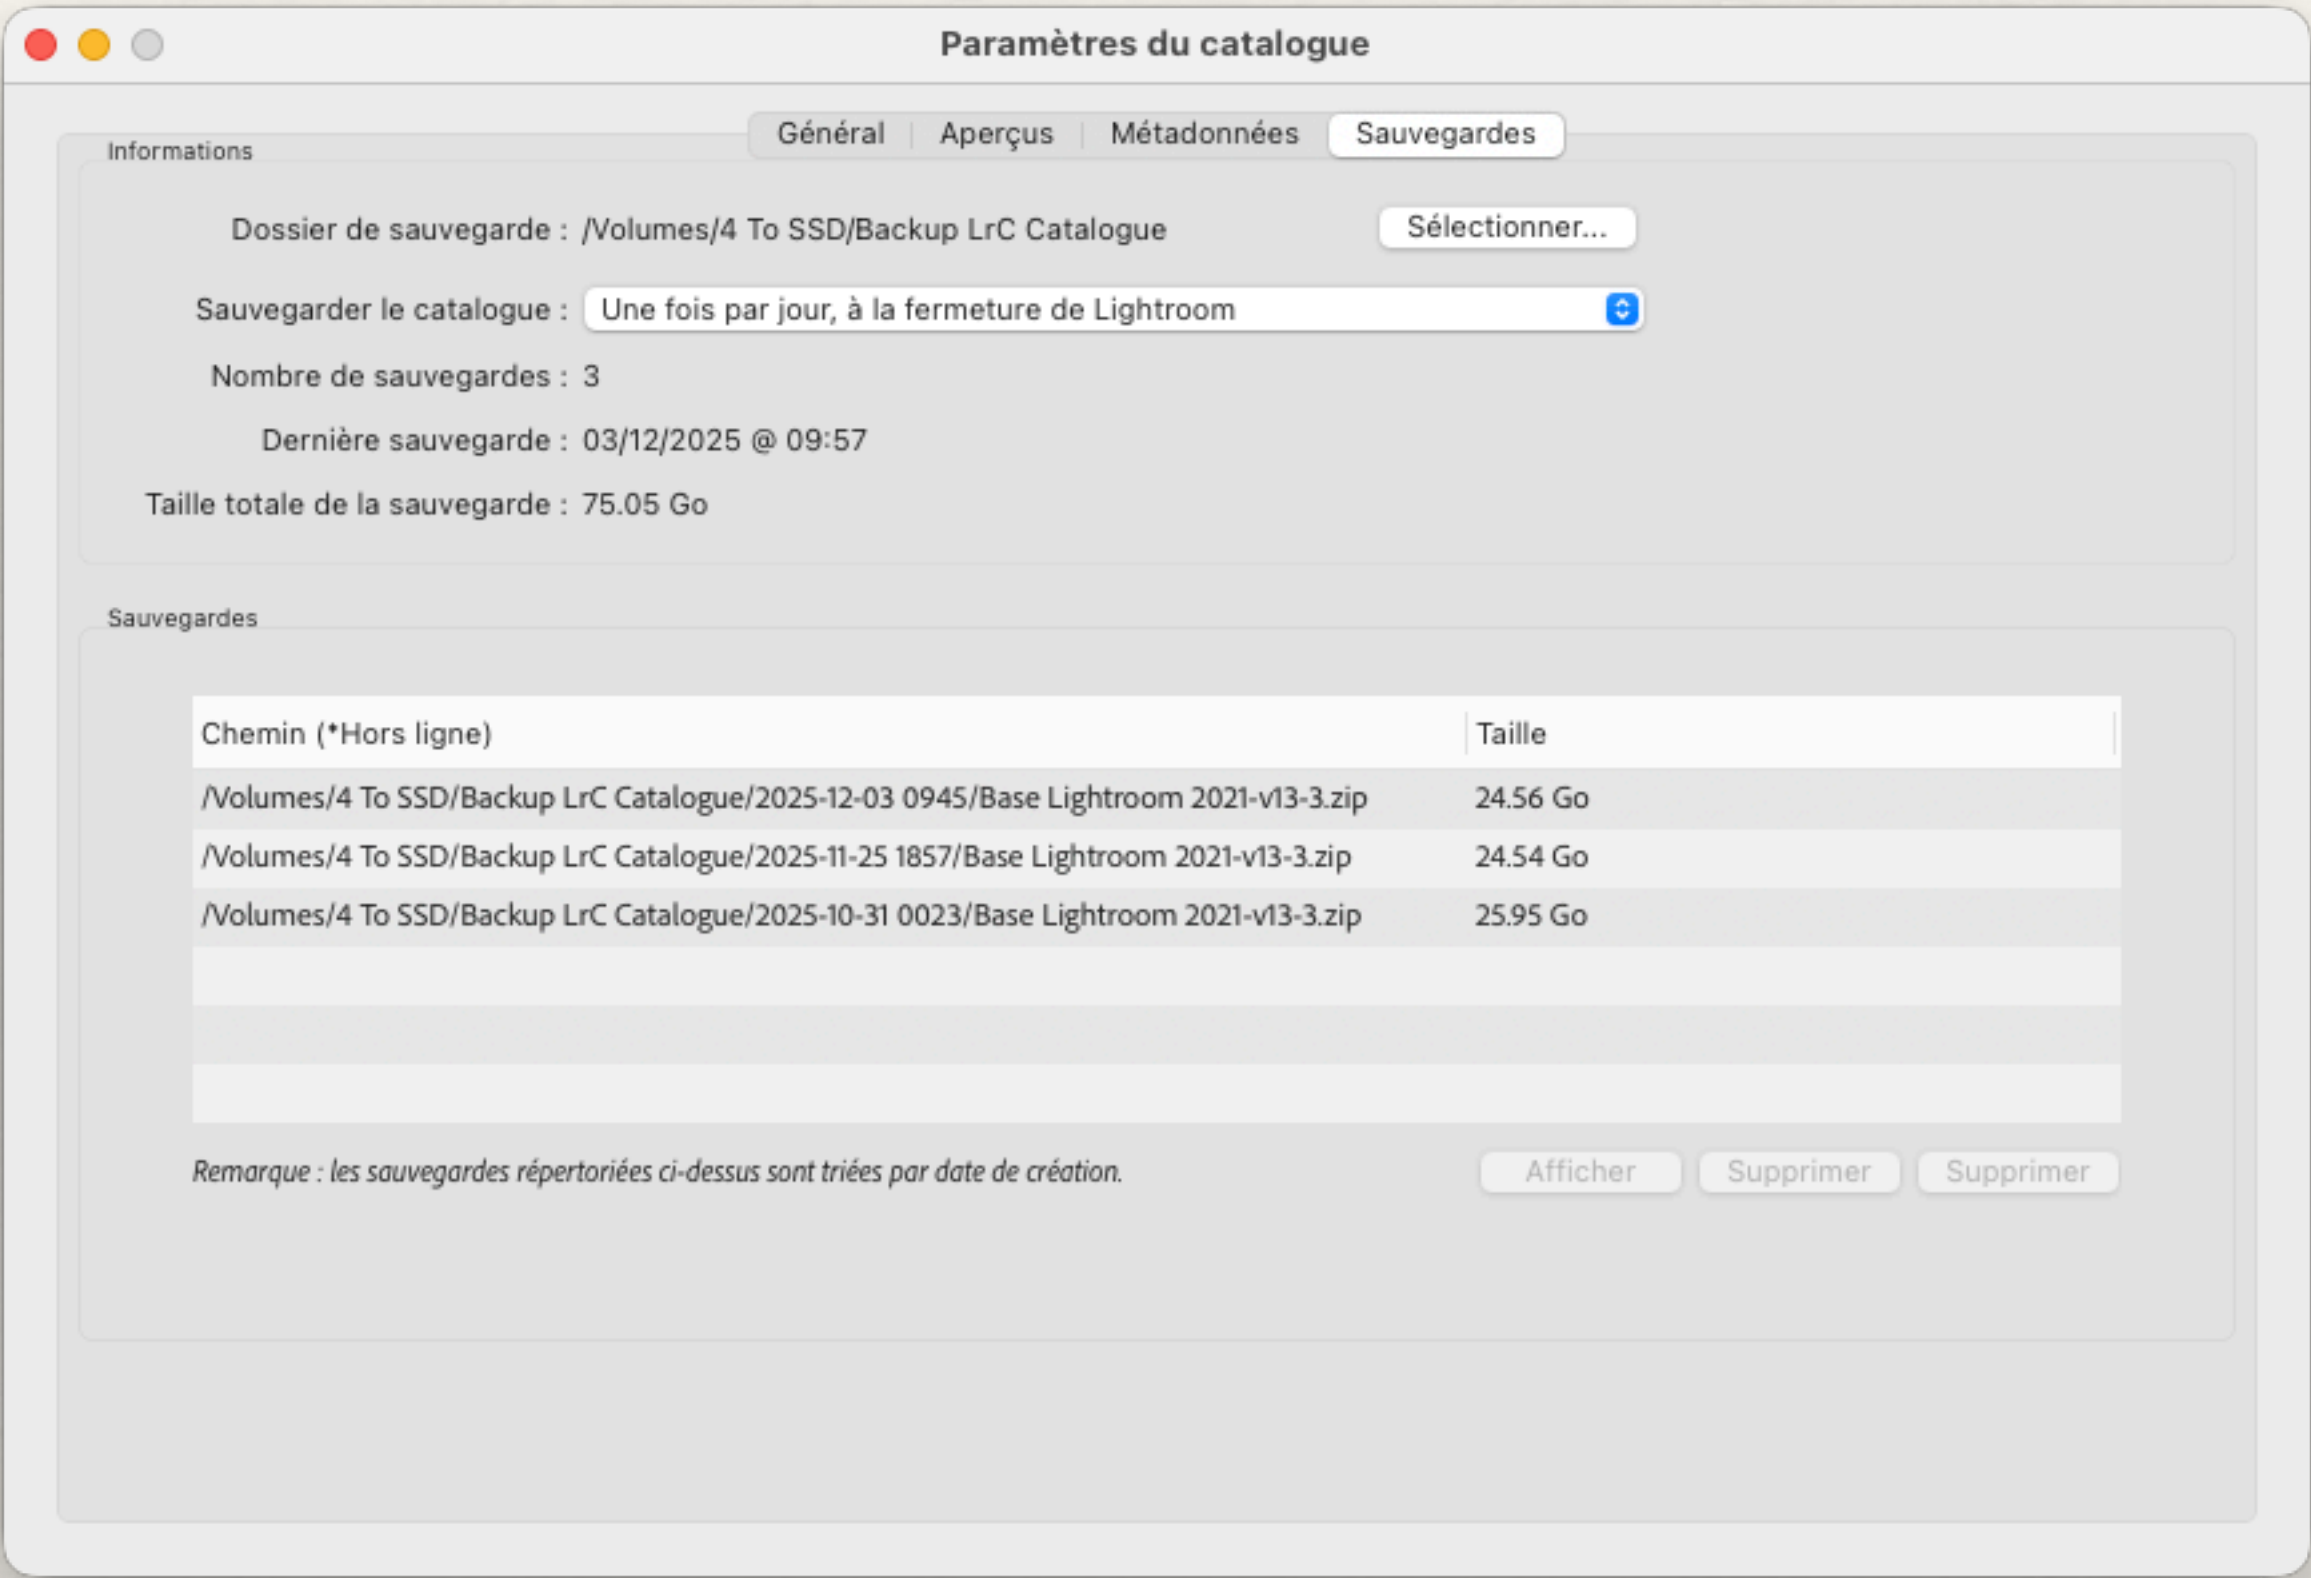 Paramètres du catalogue
Général
Aperçus
Métadonnées
Sauvegardes
Informations
Dossier de sauvegarde : /Volumes/4 To SSD/Backup LrC Catalogue
Sélectionner...
Sauvegarder le catalogue : Une fois par jour, à la fermeture de Lightroom
Nombre de sauvegardes : 3
Dernière sauvegarde : 03/12/2025 @ 09:57
Taille totale de la sauvegarde : 75.05 Go
Sauvegardes
Chemin (*Hors ligne) Taille
/Volumes/4 To SSD/Backup LrC Catalogue/2025-12-03 0945/Base Lightroom 2021-v13-3.zip 24.56 Go
/Volumes/4 To SSD/Backup LrC Catalogue/2025-11-25 1857/Base Lightroom 2021-v13-3.zip 24.54 Go
/Volumes/4 To SSD/Backup LrC Catalogue/2025-10-31 0023/Base Lightroom 2021-v13-3.zip 25.95 Go
Remarque : les sauvegardes répertoriées ci-dessus sont triées par date de création.
Afficher
Supprimer
Supprimer